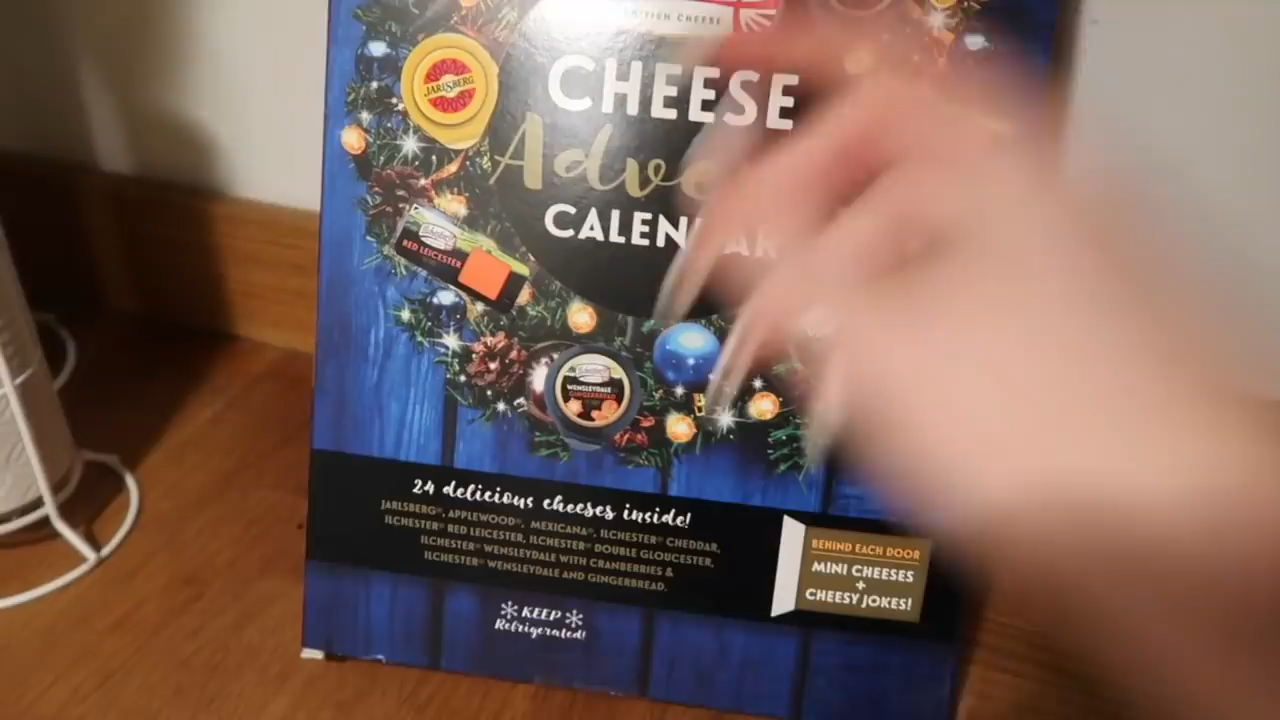 CHEESE
CHEESE
CALEN
JARLSBERG
RED LEICESTER
WENSLEYDALE
GINGERBREAD
24 delicious cheeses inside!
JARLSBERG®, APPLEWOOD®, MEXICANA®, ILCHESTER® CHEDDAR,
ILCHESTER® RED LEICESTER, ILCHESTER® DOUBLE GLOUCESTER,
ILCHESTER® WENSLEYDALE WITH CRANBERRIES &
ILCHESTER® WENSLEYDALE AND GINGERBREAD.
BEHIND EACH DOOR
MINI CHEESES
+
CHEESY JOKES!
KEEP
Refrigerated!